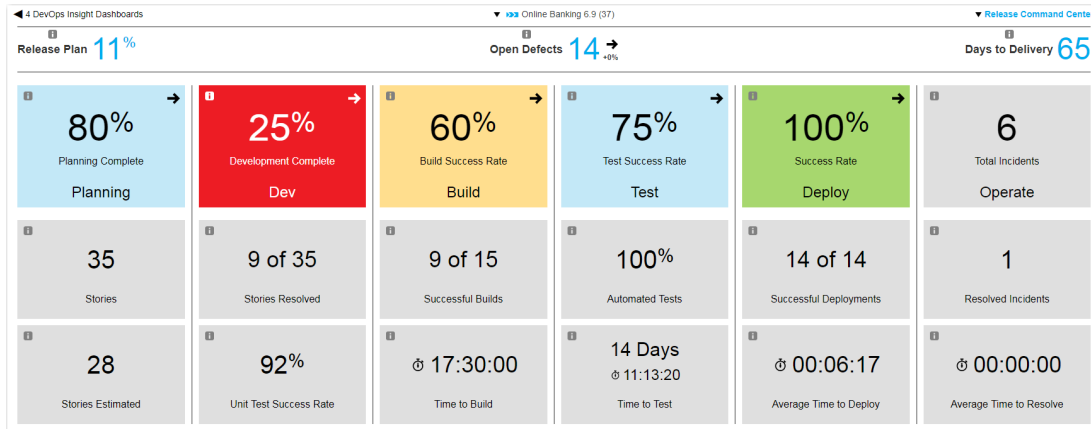 4 DevOps Insight Dashboards
Online Banking 6.9 (37)
Release Command Cente
Release Plan 11%
Open Defects 14 +0%
Days to Delivery 65
80%
Planning Complete
Planning
25%
Development Complete
Dev
60%
Build Success Rate
Build
75%
Test Success Rate
Test
100%
Success Rate
Deploy
6
Total Incidents
Operate
35
Stories
9 of 35
Stories Resolved
9 of 15
Successful Builds
100%
Automated Tests
14 of 14
Successful Deployments
1
Resolved Incidents
28
Stories Estimated
92%
Unit Test Success Rate
17:30:00
Time to Build
14 Days
11:13:20
Time to Test
00:06:17
Average Time to Deploy
00:00:00
Average Time to Resolve